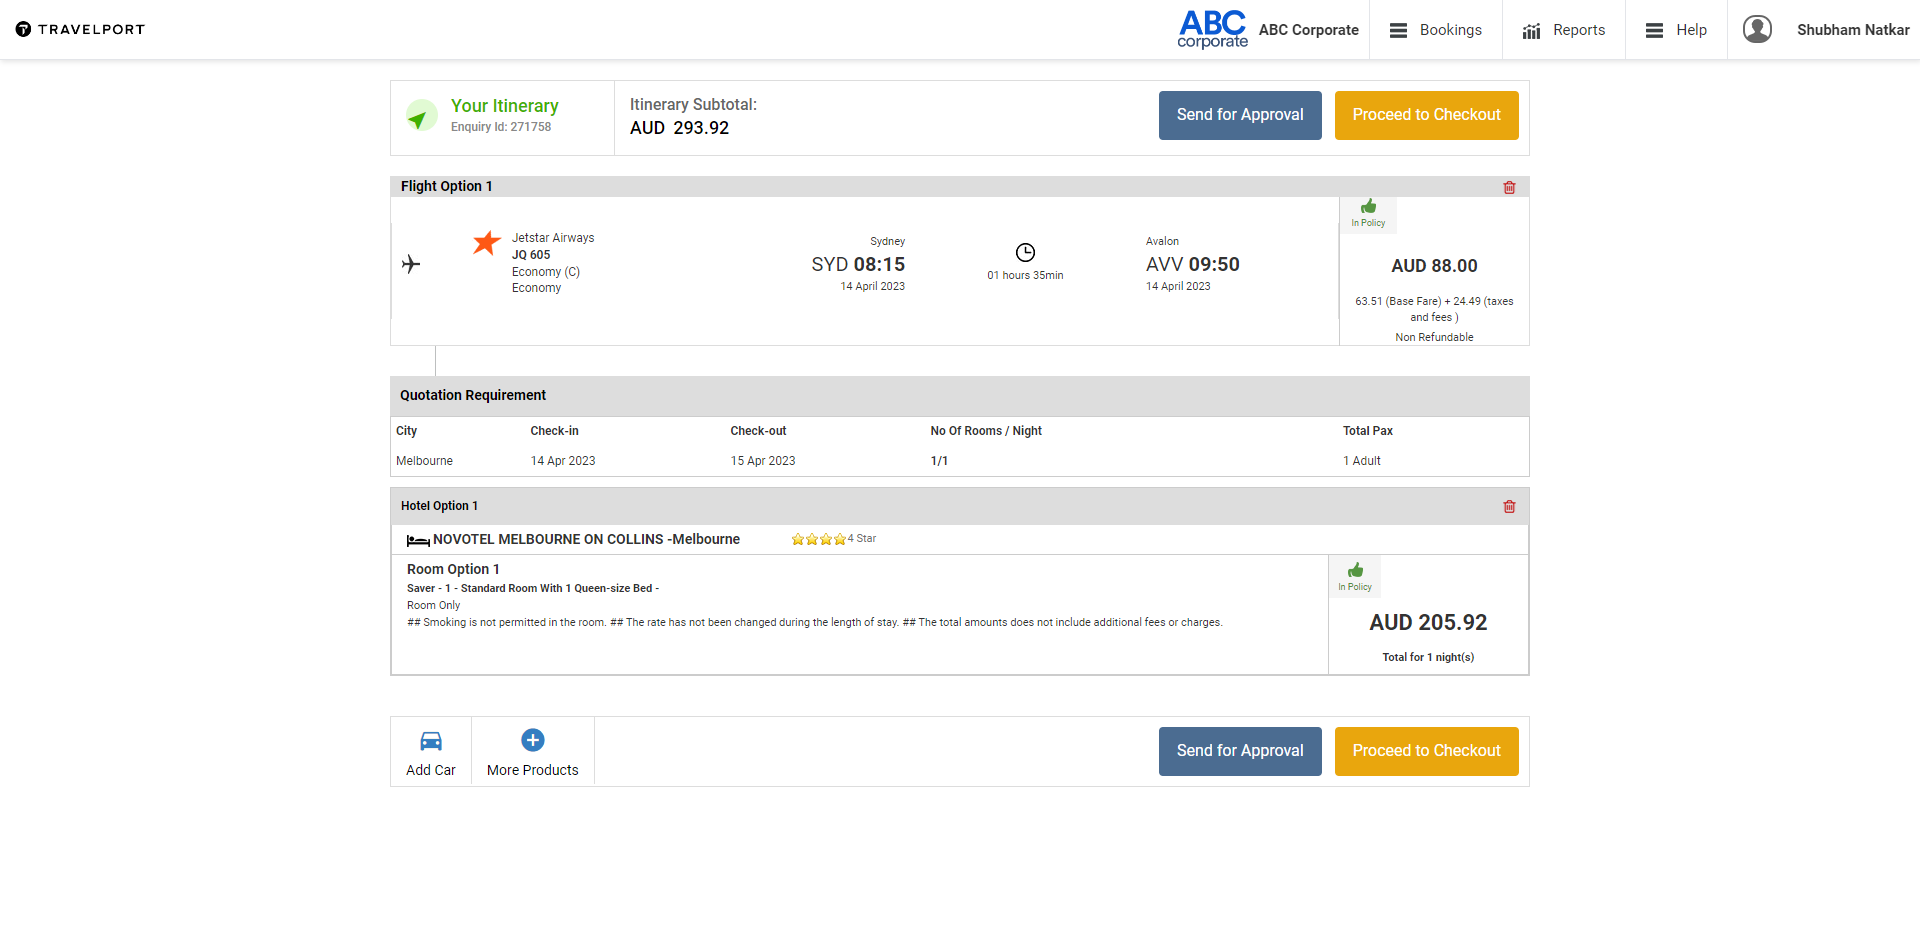 TRAVELPORT
ABC
corporate
ABC Corporate
Bookings
Reports
Help
Shubham Natkar
Your Itinerary
Enquiry Id: 271758
Itinerary Subtotal:
AUD 293.92
Send for Approval
Proceed to Checkout
Flight Option 1
Jetstar Airways
JQ 605
Economy (C)
Economy
Sydney
SYD 08:15
14 April 2023
01 hours 35min
Avalon
AVV 09:50
14 April 2023
In Policy
AUD 88.00
63.51 (Base Fare) + 24.49 (taxes
and fees )
Non Refundable
Quotation Requirement
City Check-in Check-out No Of Rooms / Night Total Pax
Melbourne 14 Apr 2023 15 Apr 2023 1/1 1 Adult
Hotel Option 1
NOVOTEL MELBOURNE ON COLLINS -Melbourne 4 Star
Room Option 1
Saver - 1 - Standard Room With 1 Queen-size Bed -
Room Only
## Smoking is not permitted in the room. ## The rate has not been changed during the length of stay. ## The total amounts does not include additional fees or charges.
In Policy
AUD 205.92
Total for 1 night(s)
Add Car
More Products
Send for Approval
Proceed to Checkout